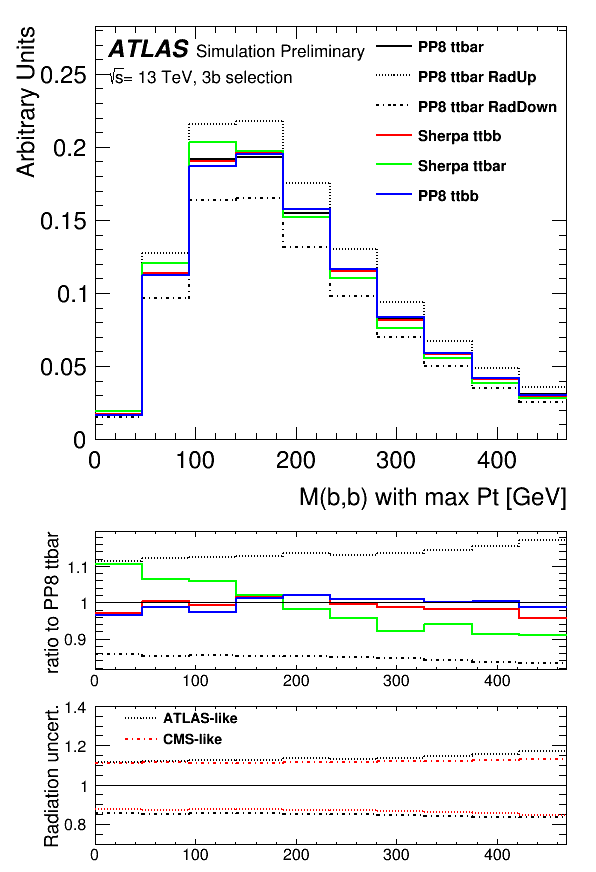 ATLAS Simulation Preliminary
√s= 13 TeV, 3b selection
PP8 ttbar
PP8 ttbar RadUp
PP8 ttbar RadDown
Sherpa ttbb
Sherpa ttbar
PP8 ttbb
Arbitrary Units
0.25
0.2
0.15
0.1
0.05
0
0 100 200 300 400
M(b,b) with max Pt [GeV]
ratio to PP8 ttbar
1.1
1
0.9
0 100 200 300 400
Radiation uncert.
1.4
1.2
1
0.8
ATLAS-like
CMS-like
0 100 200 300 400